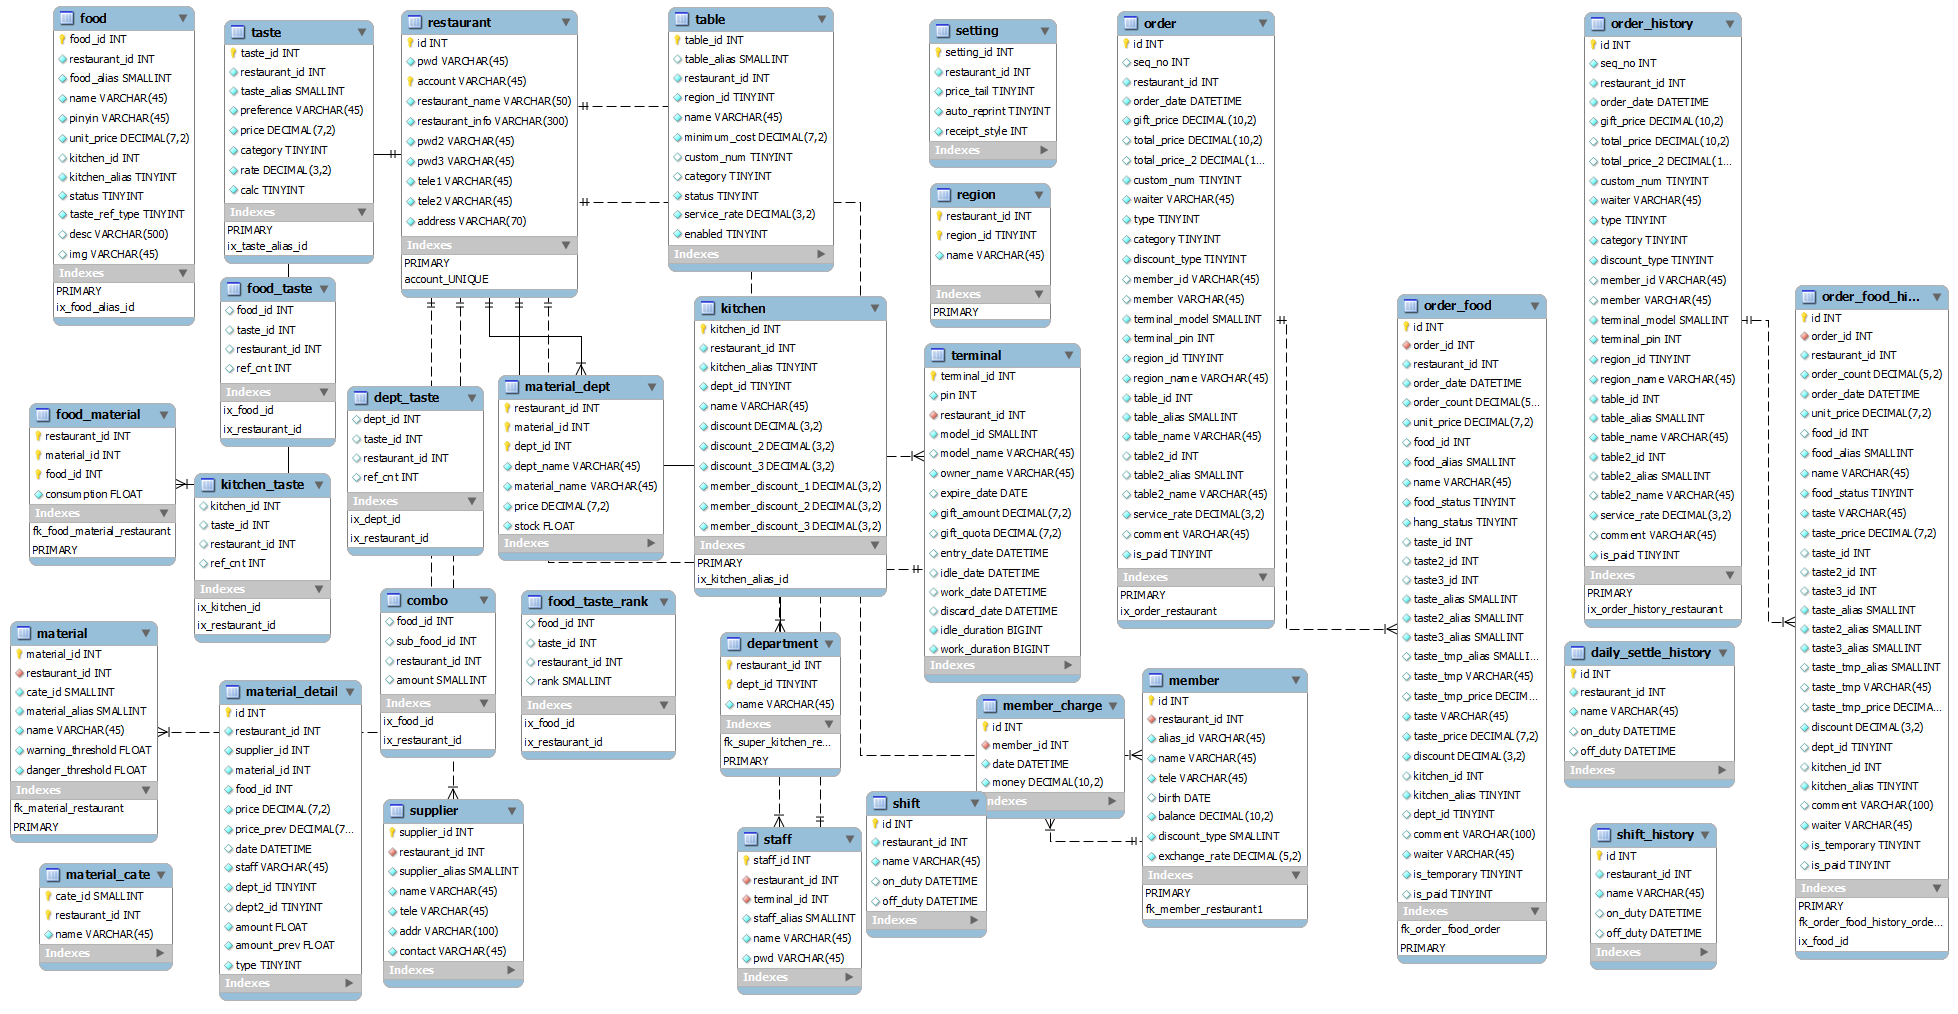 food
food_id INT
restaurant_id INT
food_alias SMALLINT
name VARCHAR(45)
pinyin VARCHAR(45)
unit_price DECIMAL(7,2)
kitchen_id INT
kitchen_alias TINYINT
status TINYINT
taste_ref_type TINYINT
desc VARCHAR(500)
img VARCHAR(45)
Indexes
PRIMARY
ix_food_alias_id
taste
taste_id INT
restaurant_id INT
taste_alias SMALLINT
preference VARCHAR(45)
price DECIMAL(7,2)
category TINYINT
rate DECIMAL(3,2)
calc TINYINT
Indexes
PRIMARY
ix_taste_alias_id
restaurant
id INT
pwd VARCHAR(45)
account VARCHAR(45)
restaurant_name VARCHAR(50)
restaurant_info VARCHAR(300)
pwd2 VARCHAR(45)
pwd3 VARCHAR(45)
tele1 VARCHAR(45)
tele2 VARCHAR(45)
address VARCHAR(70)
Indexes
PRIMARY
account_UNIQUE
table
table_id INT
table_alias SMALLINT
restaurant_id INT
region_id TINYINT
name VARCHAR(45)
minimum_cost DECIMAL(7,2)
custom_num TINYINT
category TINYINT
status TINYINT
service_rate DECIMAL(3,2)
enabled TINYINT
Indexes
setting
setting_id INT
restaurant_id INT
price_tail TINYINT
auto_reprint TINYINT
receipt_style INT
Indexes
region
restaurant_id INT
region_id TINYINT
name VARCHAR(45)
Indexes
PRIMARY
order
id INT
seq_no INT
restaurant_id INT
order_date DATETIME
gift_price DECIMAL(10,2)
total_price DECIMAL(10,2)
total_price_2 DECIMAL(1...
custom_num TINYINT
waiter VARCHAR(45)
type TINYINT
category TINYINT
discount_type TINYINT
member_id VARCHAR(45)
member VARCHAR(45)
terminal_model SMALLINT
terminal_pin INT
region_id TINYINT
region_name VARCHAR(45)
table_id INT
table_alias SMALLINT
table_name VARCHAR(45)
table2_id INT
table2_alias SMALLINT
table2_name VARCHAR(45)
service_rate DECIMAL(3,2)
comment VARCHAR(45)
is_paid TINYINT
Indexes
PRIMARY
ix_order_restaurant
order_history
id INT
seq_no INT
restaurant_id INT
order_date DATETIME
gift_price DECIMAL(10,2)
total_price DECIMAL(10,2)
total_price_2 DECIMAL(1...
custom_num TINYINT
waiter VARCHAR(45)
type TINYINT
category TINYINT
discount_type TINYINT
member_id VARCHAR(45)
member VARCHAR(45)
terminal_model SMALLINT
terminal_pin INT
region_id TINYINT
region_name VARCHAR(45)
table_id INT
table_alias SMALLINT
table_name VARCHAR(45)
table2_id INT
table2_alias SMALLINT
table2_name VARCHAR(45)
service_rate DECIMAL(3,2)
comment VARCHAR(45)
is_paid TINYINT
Indexes
PRIMARY
ix_order_history_restaurant
food_taste
food_id INT
taste_id INT
restaurant_id INT
ref_cnt INT
Indexes
ix_food_id
ix_restaurant_id
kitchen
kitchen_id INT
restaurant_id INT
kitchen_alias TINYINT
dept_id TINYINT
name VARCHAR(45)
discount DECIMAL(3,2)
discount_2 DECIMAL(3,2)
discount_3 DECIMAL(3,2)
member_discount_1 DECIMAL(3,2)
member_discount_2 DECIMAL(3,2)
member_discount_3 DECIMAL(3,2)
Indexes
PRIMARY
ix_kitchen_alias_id
terminal
terminal_id INT
pin INT
restaurant_id INT
model_id SMALLINT
model_name VARCHAR(45)
owner_name VARCHAR(45)
expire_date DATE
gift_amount DECIMAL(7,2)
gift_quota DECIMAL(7,2)
entry_date DATETIME
idle_date DATETIME
work_date DATETIME
discard_date DATETIME
idle_duration BIGINT
work_duration BIGINT
Indexes
order_food
id INT
order_id INT
restaurant_id INT
order_date DATETIME
order_count DECIMAL(5...
unit_price DECIMAL(7,2)
food_id INT
food_alias SMALLINT
name VARCHAR(45)
food_status TINYINT
hang_status TINYINT
taste_id INT
taste2_id INT
taste3_id INT
taste_alias SMALLINT
taste2_alias SMALLINT
taste3_alias SMALLINT
taste_tmp_alias SMALLI...
taste_tmp VARCHAR(45)
taste_tmp_price DECIM...
taste VARCHAR(45)
taste_price DECIMAL(7,2)
discount DECIMAL(3,2)
kitchen_id INT
kitchen_alias TINYINT
dept_id TINYINT
comment VARCHAR(100)
waiter VARCHAR(45)
is_temporary TINYINT
is_paid TINYINT
Indexes
fk_order_food_order
PRIMARY
order_food_hi...
id INT
order_id INT
restaurant_id INT
order_count DECIMAL(5,2)
order_date DATETIME
unit_price DECIMAL(7,2)
food_id INT
food_alias SMALLINT
name VARCHAR(45)
food_status TINYINT
taste VARCHAR(45)
taste_price DECIMAL(7,2)
taste_id INT
taste2_id INT
taste3_id INT
taste_alias SMALLINT
taste2_alias SMALLINT
taste3_alias SMALLINT
taste_tmp_alias SMALLINT
taste_tmp VARCHAR(45)
taste_tmp_price DECIMA...
discount DECIMAL(3,2)
dept_id TINYINT
kitchen_id INT
kitchen_alias TINYINT
comment VARCHAR(100)
waiter VARCHAR(45)
is_temporary TINYINT
is_paid TINYINT
Indexes
PRIMARY
fk_order_food_history_orde...
ix_food_id
food_material
restaurant_id INT
material_id INT
food_id INT
consumption FLOAT
Indexes
fk_food_material_restaurant
PRIMARY
kitchen_taste
kitchen_id INT
taste_id INT
restaurant_id INT
ref_cnt INT
Indexes
ix_kitchen_id
ix_restaurant_id
dept_taste
dept_id INT
taste_id INT
restaurant_id INT
ref_cnt INT
Indexes
ix_dept_id
ix_restaurant_id
material_dept
restaurant_id INT
material_id INT
dept_id INT
dept_name VARCHAR(45)
material_name VARCHAR(45)
price DECIMAL(7,2)
stock FLOAT
Indexes
combo
food_id INT
sub_food_id INT
restaurant_id INT
amount SMALLINT
Indexes
ix_food_id
ix_restaurant_id
food_taste_rank
food_id INT
taste_id INT
restaurant_id INT
rank SMALLINT
Indexes
ix_food_id
ix_restaurant_id
material
material_id INT
restaurant_id INT
cate_id SMALLINT
material_alias SMALLINT
name VARCHAR(45)
warning_threshold FLOAT
danger_threshold FLOAT
Indexes
fk_material_restaurant
PRIMARY
material_detail
id INT
restaurant_id INT
supplier_id INT
material_id INT
food_id INT
price DECIMAL(7,2)
price_prev DECIMAL(7...
date DATETIME
staff VARCHAR(45)
dept_id TINYINT
dept2_id TINYINT
amount FLOAT
amount_prev FLOAT
type TINYINT
Indexes
department
restaurant_id INT
dept_id TINYINT
name VARCHAR(45)
Indexes
fk_super_kitchen_re...
PRIMARY
member_charge
id INT
member_id INT
date DATETIME
money DECIMAL(10,2)
ndexes
member
id INT
restaurant_id INT
alias_id VARCHAR(45)
name VARCHAR(45)
tele VARCHAR(45)
birth DATE
balance DECIMAL(10,2)
discount_type SMALLINT
exchange_rate DECIMAL(5,2)
Indexes
PRIMARY
fk_member_restaurant1
daily_settle_history
id INT
restaurant_id INT
name VARCHAR(45)
on_duty DATETIME
off_duty DATETIME
Indexes
material_cate
cate_id SMALLINT
restaurant_id INT
name VARCHAR(45)
Indexes
supplier
supplier_id INT
restaurant_id INT
supplier_alias SMALLINT
name VARCHAR(45)
tele VARCHAR(45)
addr VARCHAR(100)
contact VARCHAR(45)
Indexes
staff
staff_id INT
restaurant_id INT
terminal_id INT
staff_alias SMALLINT
name VARCHAR(45)
pwd VARCHAR(45)
Indexes
shift
id INT
restaurant_id INT
name VARCHAR(45)
on_duty DATETIME
off_duty DATETIME
Indexes
shift_history
id INT
restaurant_id INT
name VARCHAR(45)
on_duty DATETIME
off_duty DATETIME
Indexes